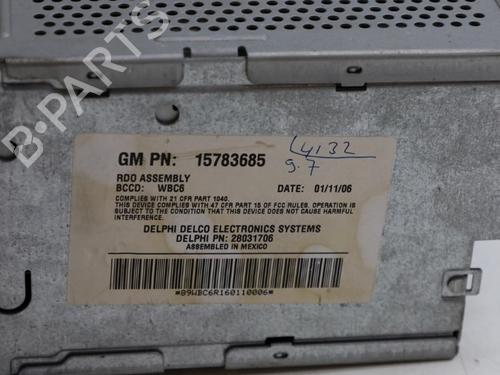 B-PARTS
GM PN: 15783685
4132
9.7
RDO ASSEMBLY
BCCD: WBC6 DATE: 01/11/06
COMPLIES WITH 21 CFR PART 1040.
THIS DEVICE COMPLIES WITH 47 CFR PART 15 OF FCC RULES. OPERATION IS
SUBJECT TO THE CONDITION THAT THIS DEVICE DOES NOT CAUSE HARMFUL
INTERFERENCE.
DELPHI DELCO ELECTRONICS SYSTEMS
DELPHI PN: 28031706
ASSEMBLED IN MEXICO
*89WBC6R160110006*